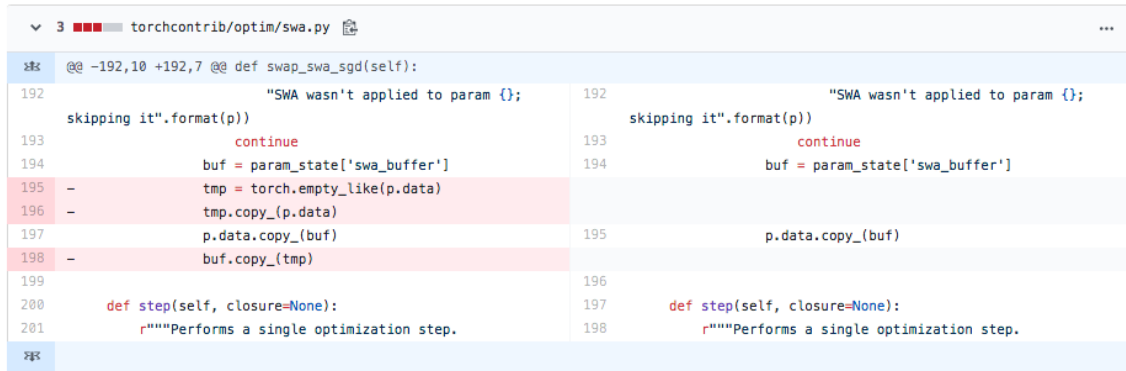 3 torchcontrib/optim/swa.py
@@ -192,10 +192,7 @@ def swap_swa_sgd(self):
192 "SWA wasn't applied to param {}; 192 "SWA wasn't applied to param {};
skipping it".format(p)) skipping it".format(p))
193 continue 193 continue
194 buf = param_state['swa_buffer'] 194 buf = param_state['swa_buffer']
195 - tmp = torch.empty_like(p.data)
196 - tmp.copy_(p.data)
197 p.data.copy_(buf) 195 p.data.copy_(buf)
198 - buf.copy_(tmp)
199 196
200 def step(self, closure=None): 197 def step(self, closure=None):
201 r"""Performs a single optimization step. 198 r"""Performs a single optimization step.